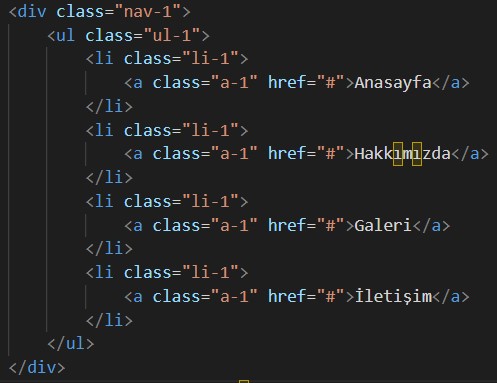 <div class="nav-1">
<ul class="ul-1">
<li class="li-1">
<a class="a-1" href="#">Anasayfa</a>
</li>
<li class="li-1">
<a class="a-1" href="#">Hakkımızda</a>
</li>
<li class="li-1">
<a class="a-1" href="#">Galeri</a>
</li>
<li class="li-1">
<a class="a-1" href="#">İletişim</a>
</li>
</ul>
</div>